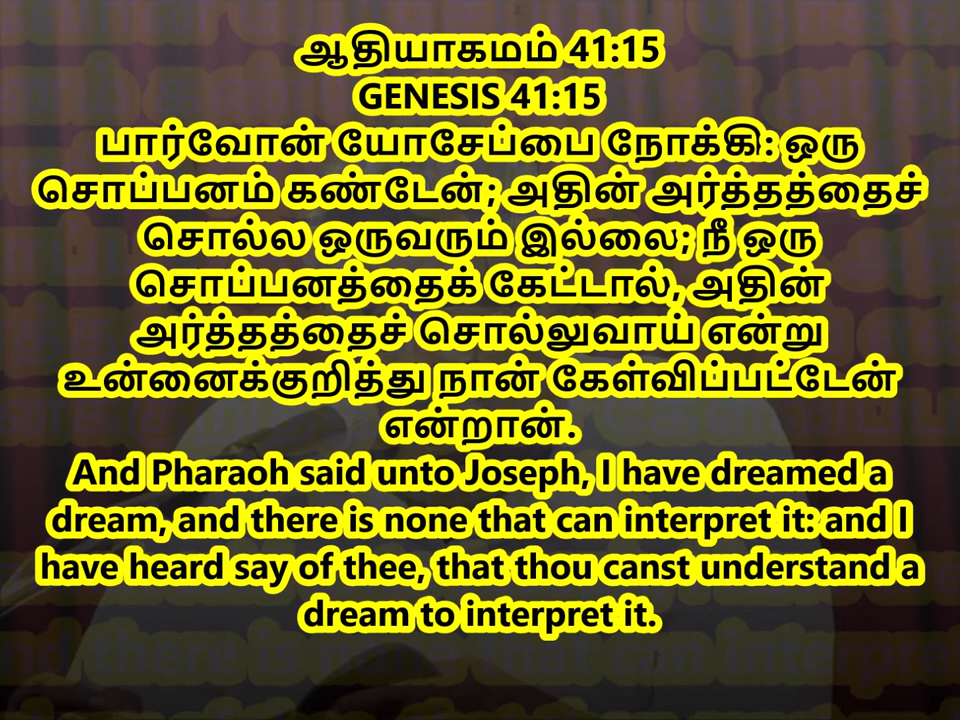 ஆதியாகமம் 41:15
GENESIS 41:15
பார்வோன் யோசேப்பை நோக்கி: ஒரு
சொப்பனம் கண்டேன்; அதின் அர்த்தத்தைச்
சொல்ல ஒருவரும் இல்லை; நீ ஒரு
சொப்பனத்தைக் கேட்டால், அதின்
அர்த்தத்தைச் சொல்லுவாய் என்று
உன்னைக்குறித்து நான் கேள்விப்பட்டேன்
என்றான்.
And Pharaoh said unto Joseph, I have dreamed a
dream, and there is none that can interpret it: and I
have heard say of thee, that thou canst understand a
dream to interpret it.